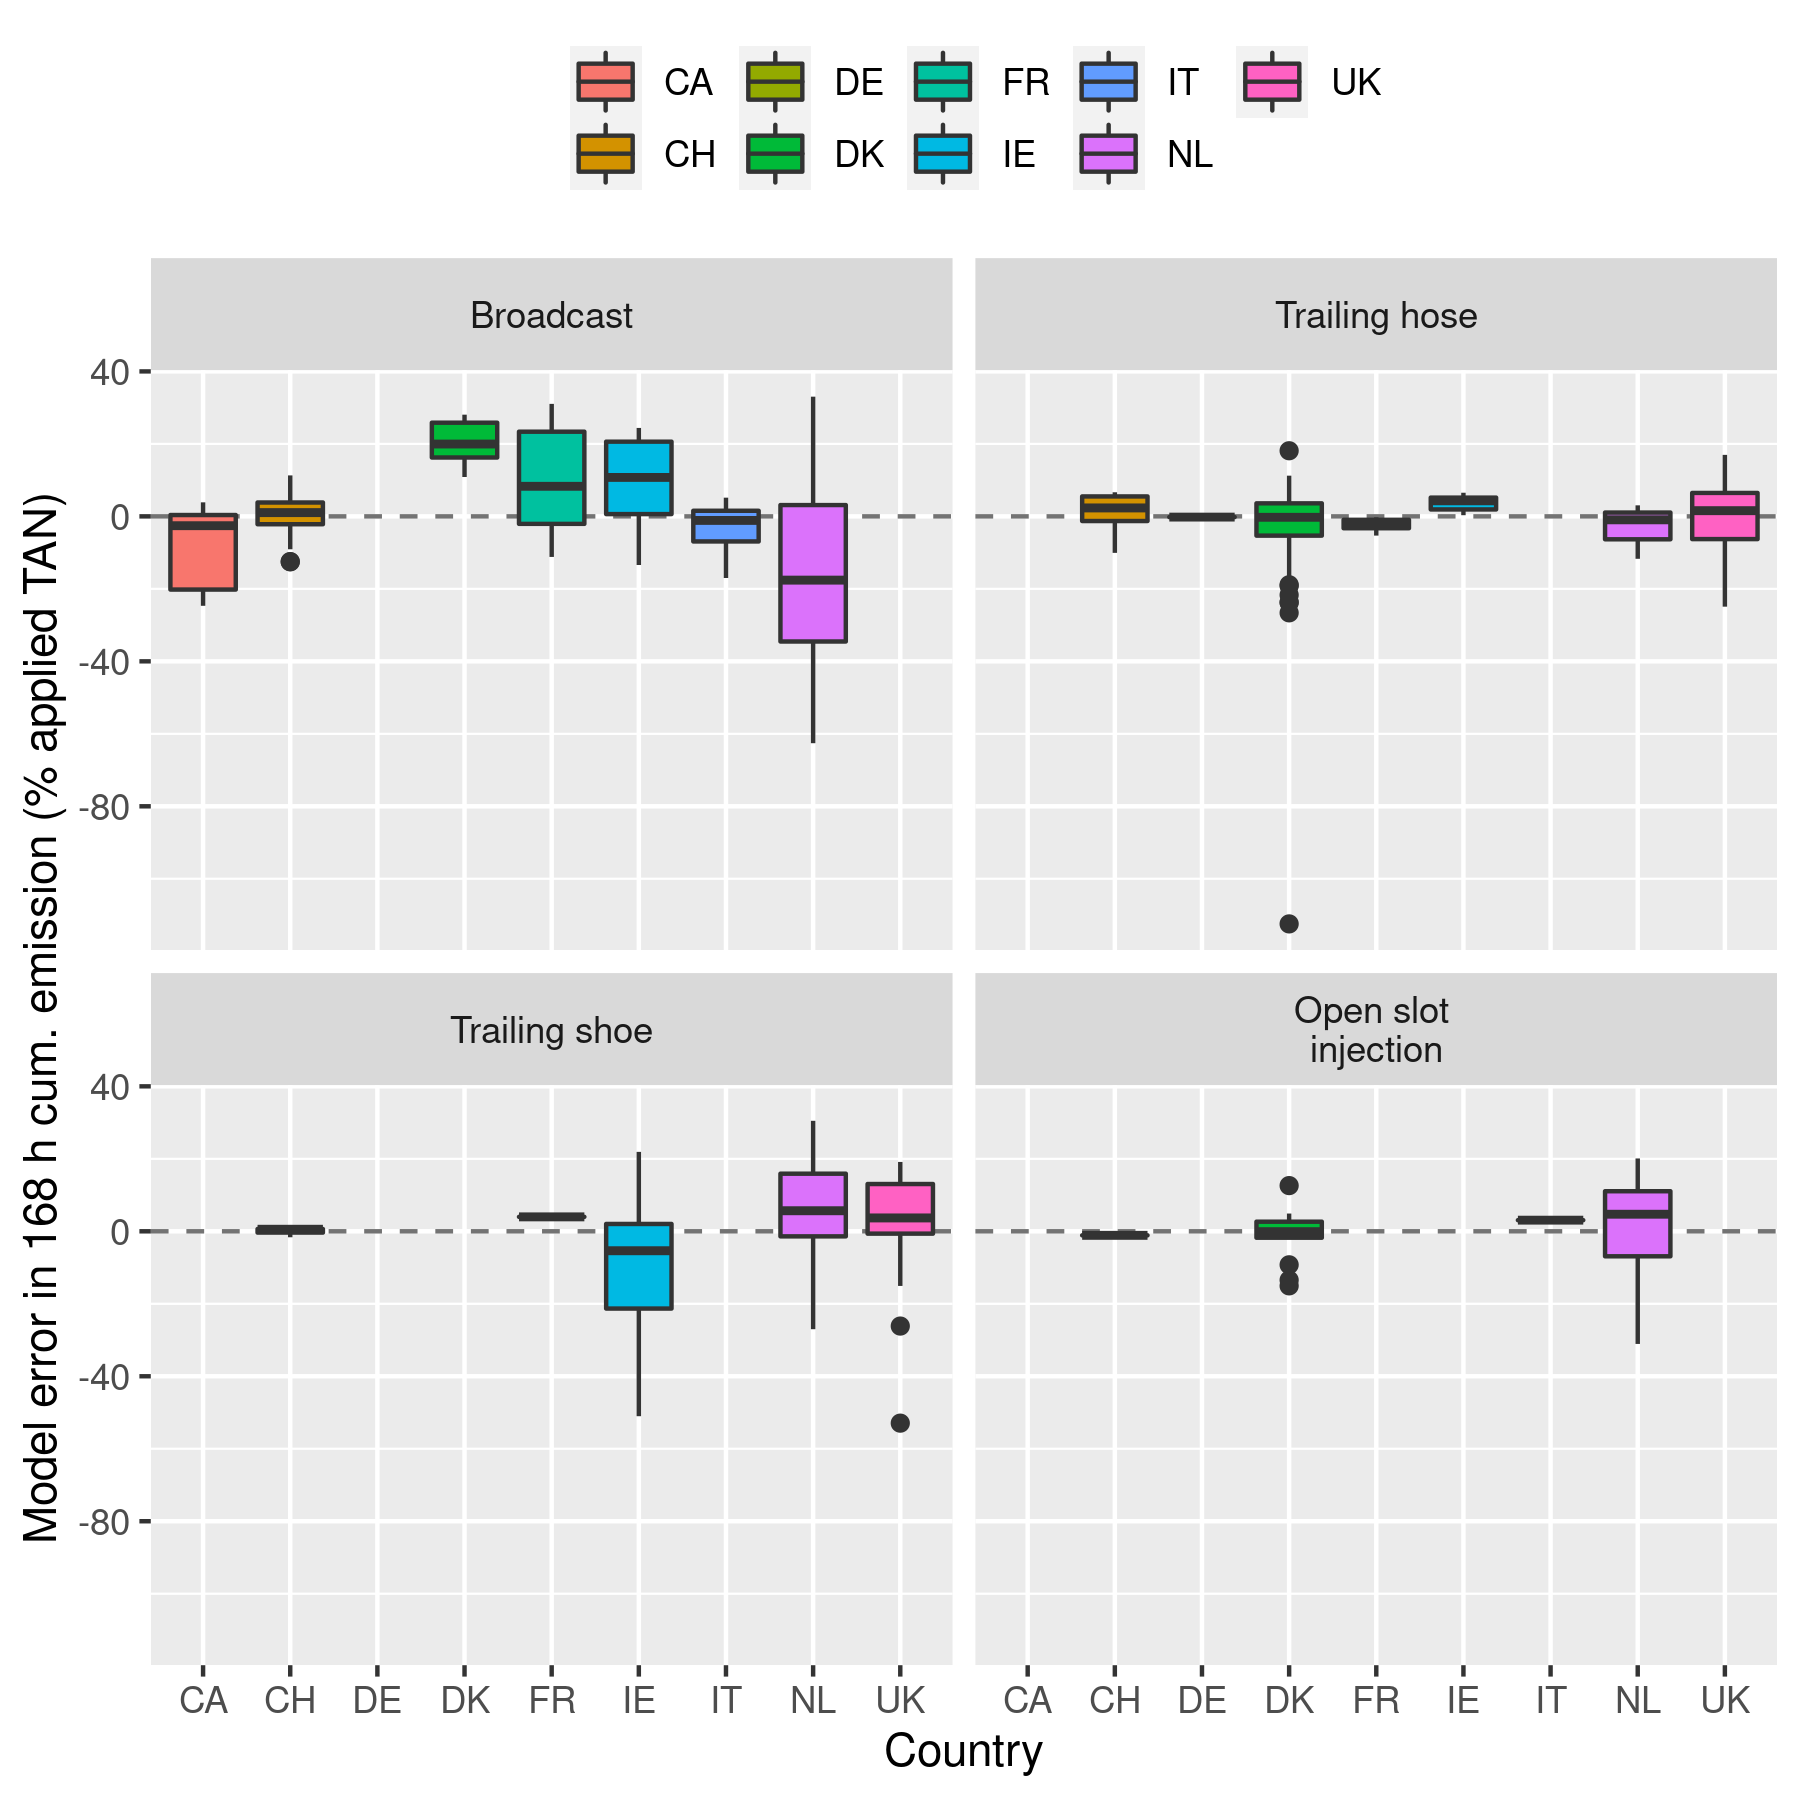 CA DE FR IT UK
CH DK IE NL
Broadcast
Trailing hose
40
0
-40
-80
Trailing shoe
Open slot
injection
40
0
-40
-80
Model error in 168 h cum. emission (% applied TAN)
CA CH DE DK FR IE IT NL UK
CA CH DE DK FR IE IT NL UK
Country